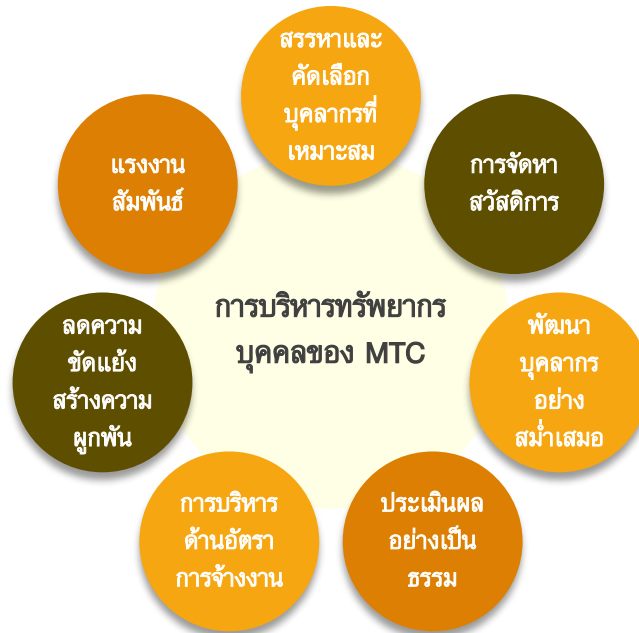 สรรหาและ
คัดเลือก
บุคลากรที่
เหมาะสม
การจัดหา
สวัสดิการ
พัฒนา
บุคลากร
อย่าง
สม่ำเสมอ
ประเมินผล
อย่างเป็น
ธรรม
การบริหาร
ด้านอัตรา
การจ้างงาน
ลดความ
ขัดแย้ง
สร้างความ
ผูกพัน
แรงงาน
สัมพันธ์
การบริหารทรัพยากร
บุคคลของ MTC